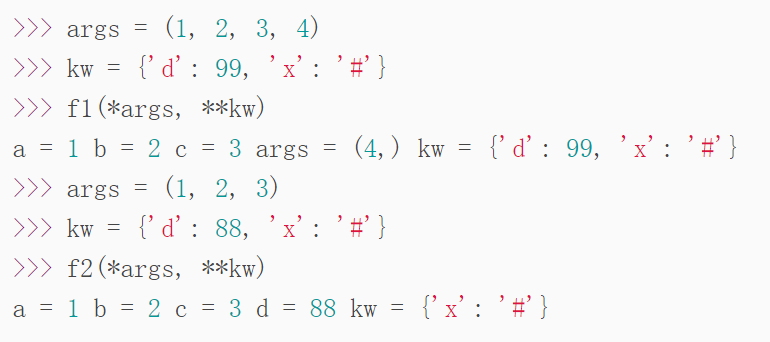 >>> args = (1, 2, 3, 4)
>>> kw = {'d': 99, 'x': '#'}
>>> f1(*args, **kw)
a = 1 b = 2 c = 3 args = (4,) kw = {'d': 99, 'x': '#'}
>>> args = (1, 2, 3)
>>> kw = {'d': 88, 'x': '#'}
>>> f2(*args, **kw)
a = 1 b = 2 c = 3 d = 88 kw = {'x': '#'}